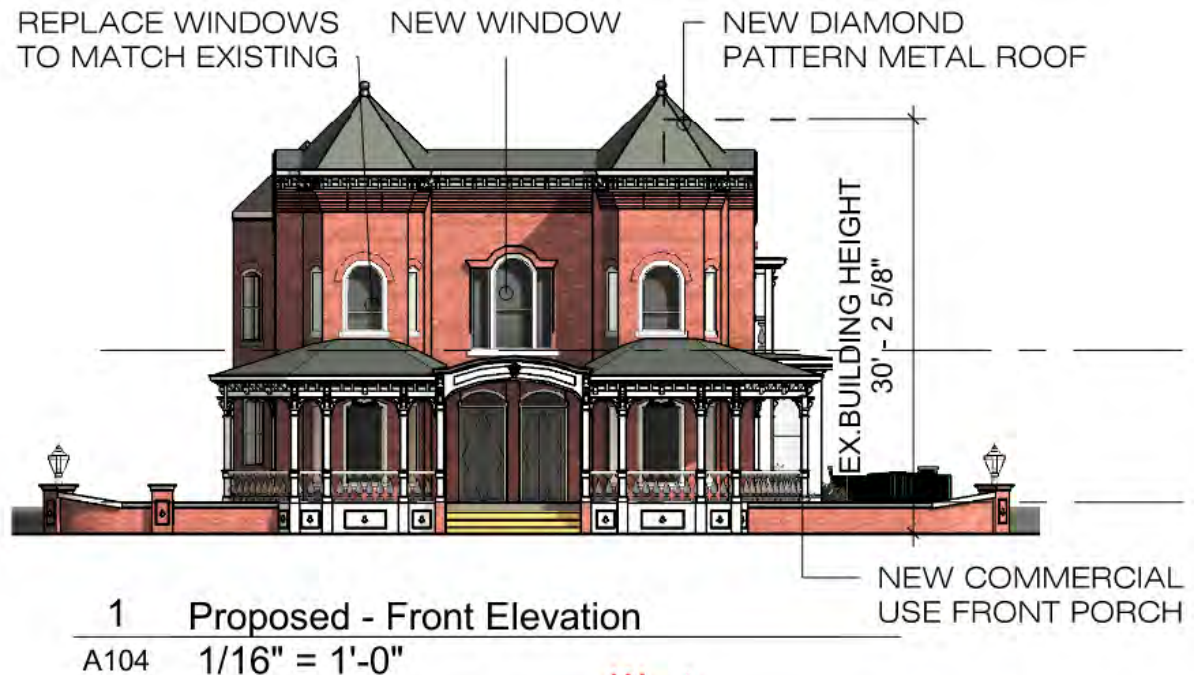 REPLACE WINDOWS
TO MATCH EXISTING
NEW WINDOW
NEW DIAMOND
PATTERN METAL ROOF
EX.BUILDING HEIGHT
30' - 2 5/8"
NEW COMMERCIAL
USE FRONT PORCH
1 Proposed - Front Elevation
A104 1/16" = 1'-0"